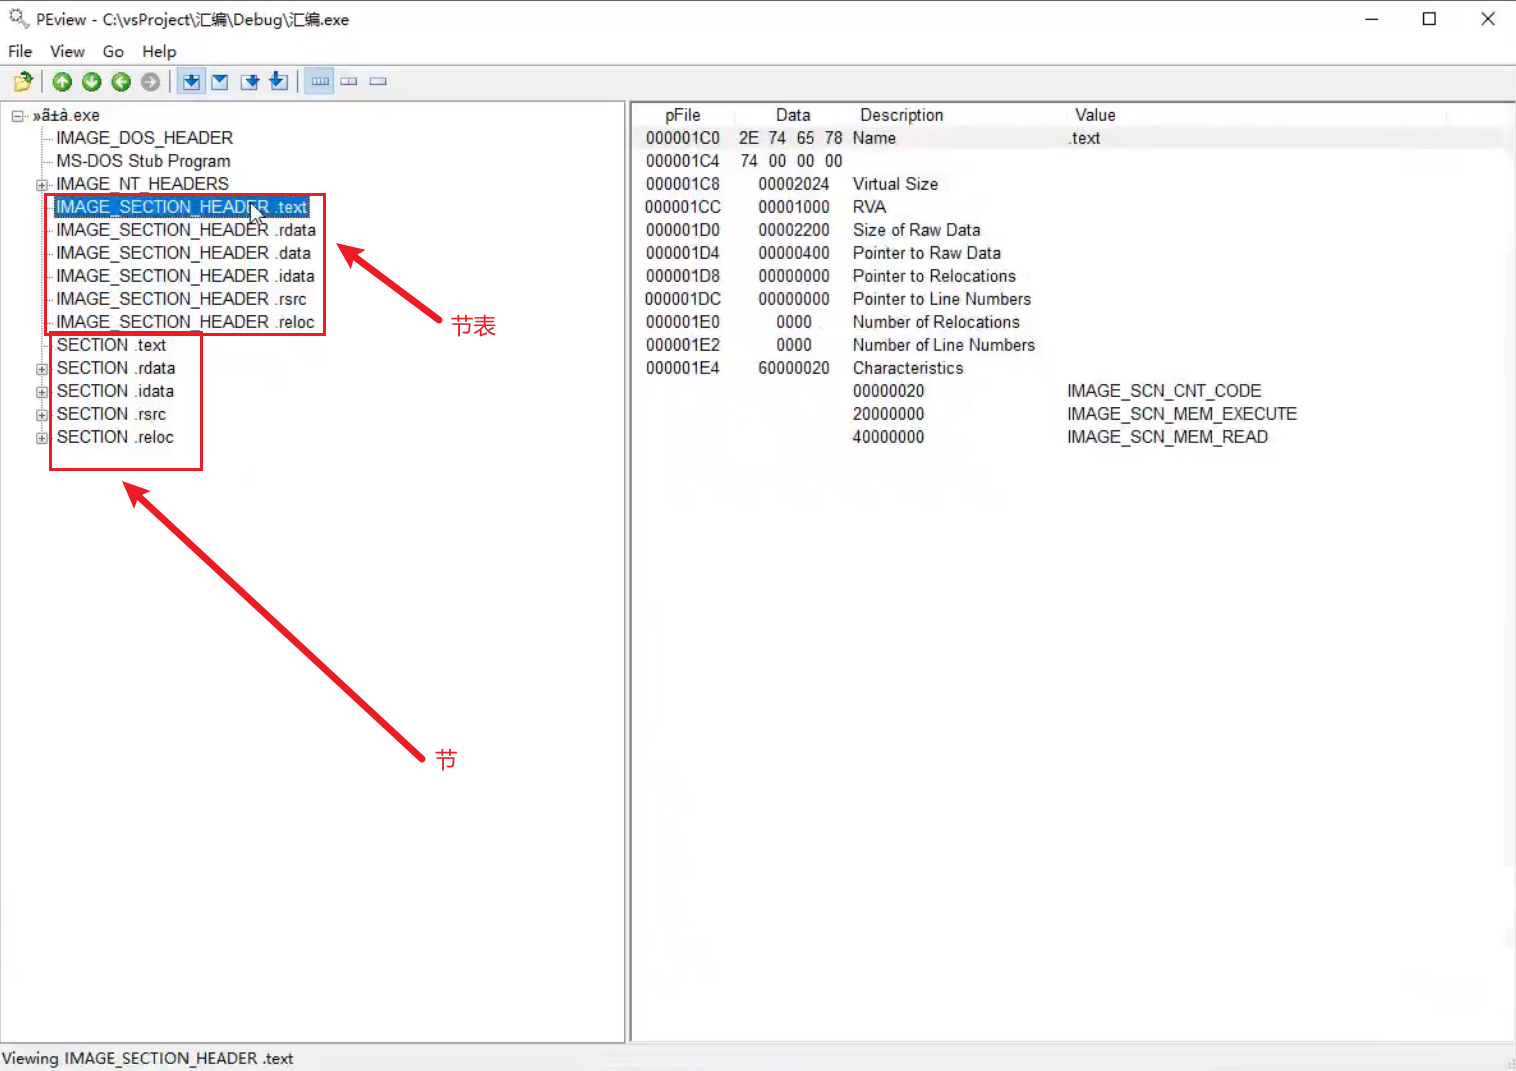 PEview - C:\vsProject\汇编\Debug\汇编.exe
File View Go Help
»ã±à.exe
IMAGE_DOS_HEADER
MS-DOS Stub Program
IMAGE_NT_HEADERS
IMAGE_SECTION_HEADER .text
IMAGE_SECTION_HEADER .rdata
IMAGE_SECTION_HEADER .data
IMAGE_SECTION_HEADER .idata
IMAGE_SECTION_HEADER .rsrc
IMAGE_SECTION_HEADER .reloc
SECTION .text
SECTION .rdata
SECTION .idata
SECTION .rsrc
SECTION .reloc
节表
节
pFile Data Description Value
000001C0 2E 74 65 78 Name .text
000001C4 74 00 00 00
000001C8 00002024 Virtual Size
000001CC 00001000 RVA
000001D0 00002200 Size of Raw Data
000001D4 00000400 Pointer to Raw Data
000001D8 00000000 Pointer to Relocations
000001DC 00000000 Pointer to Line Numbers
000001E0 0000 Number of Relocations
000001E2 0000 Number of Line Numbers
000001E4 60000020 Characteristics
00000020 IMAGE_SCN_CNT_CODE
20000000 IMAGE_SCN_MEM_EXECUTE
40000000 IMAGE_SCN_MEM_READ
Viewing IMAGE_SECTION_HEADER .text